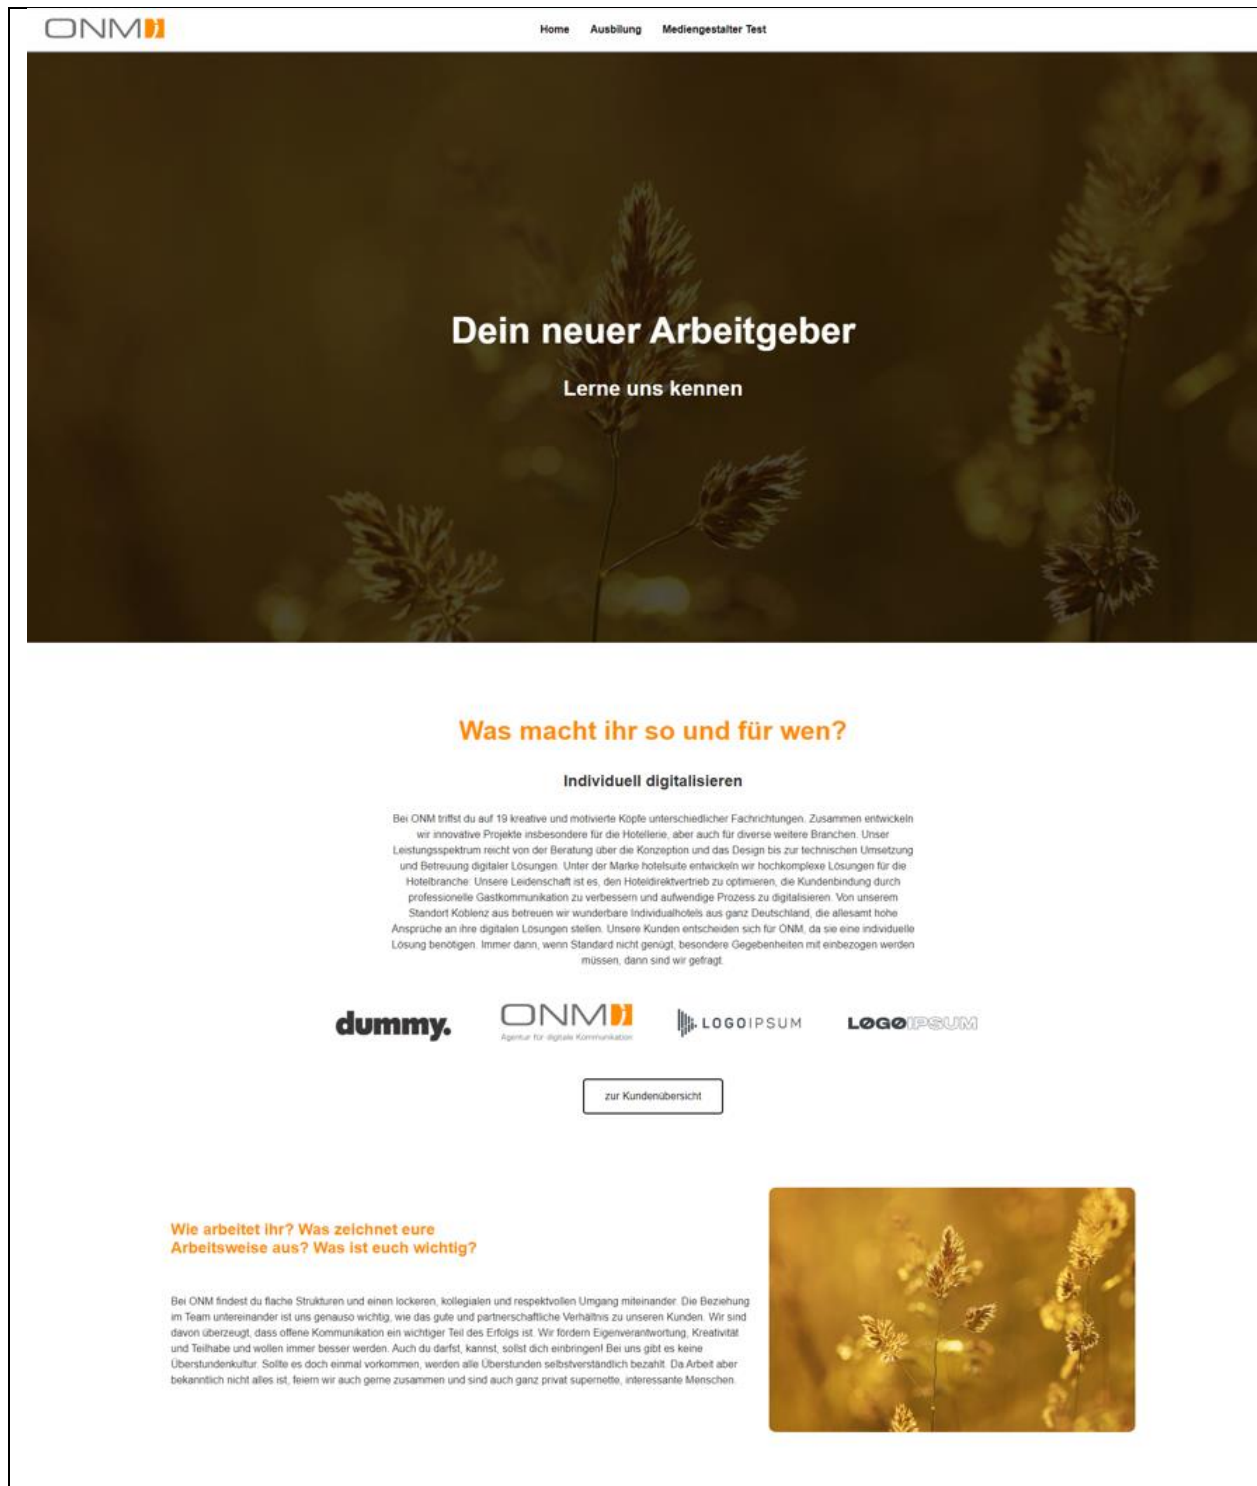 ONM
Home Ausbilung Mediengestalter Test
Dein neuer Arbeitgeber
Lerne uns kennen
Was macht ihr so und für wen?
Individuell digitalisieren
Bei ONM triffst du auf 19 kreative und motivierte Köpfe unterschiedlicher Fachrichtungen. Zusammen entwickeln
wir innovative Projekte insbesondere für die Hotellerie, aber auch für diverse weitere Branchen. Unser
Leistungsspektrum reicht von der Beratung über die Konzeption und das Design bis zur technischen Umsetzung
und Betreuung digitaler Lösungen. Unter der Marke hotelsuite entwickeln wir hochkomplexe Lösungen für die
Hotelbranche: Unsere Leidenschaft ist es, den Hoteldirektvertrieb zu optimieren, die Kundenbindung durch
professionelle Gastkommunikation zu verbessern und aufwendige Prozess zu digitalisieren. Von unserem
Standort Koblenz aus betreuen wir wunderbare Individualhotels aus ganz Deutschland, die allesamt hohe
Ansprüche an ihre digitalen Lösungen stellen. Unsere Kunden entscheiden sich für ONM, da sie eine individuelle
Lösung benötigen. Immer dann, wenn Standard nicht genügt, besondere Gegebenheiten mit einbezogen werden
müssen, dann sind wir gefragt.
dummy. ONM LOGOIPSUM LOGOIPSUM
Agentur für digitale Kommunikation
zur Kundenübersicht
Wie arbeitet ihr? Was zeichnet eure
Arbeitsweise aus? Was ist euch wichtig?
Bei ONM findest du flache Strukturen und einen lockeren, kollegialen und respektvollen Umgang miteinander. Die Beziehung
im Team untereinander ist uns genauso wichtig, wie das gute und partnerschaftliche Verhältnis zu unseren Kunden. Wir sind
davon überzeugt, dass offene Kommunikation ein wichtiger Teil des Erfolgs ist. Wir fördern Eigenverantwortung, Kreativität
und Teilhabe und wollen immer besser werden. Auch du darfst, kannst, sollst dich einbringen! Bei uns gibt es keine
Überstundenkultur. Sollte es doch einmal vorkommen, werden alle Überstunden selbstverständlich bezahlt. Da Arbeit aber
bekanntlich nicht alles ist, feiern wir auch gerne zusammen und sind auch ganz privat supernette, interessante Menschen.